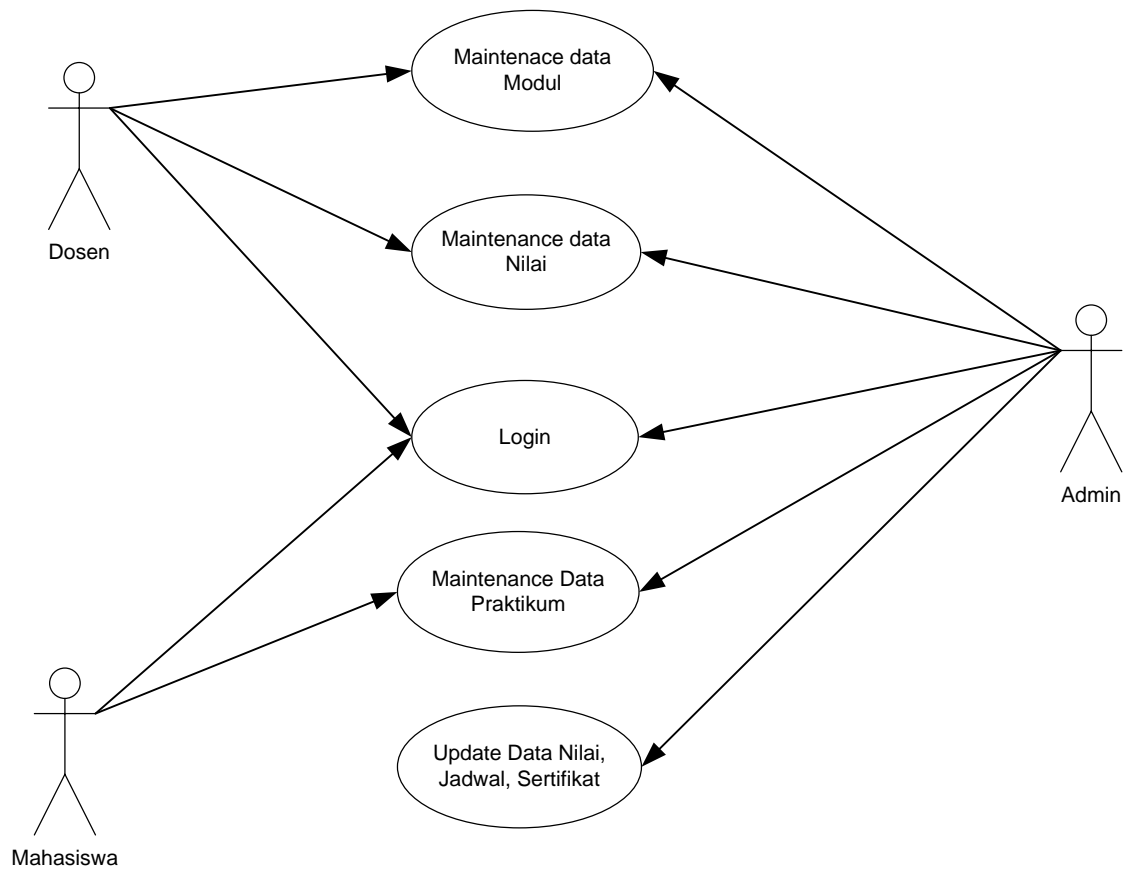 Maintenace data
Modul
Dosen
Maintenance data
Nilai
Login
Admin
Maintenance Data
Praktikum
Update Data Nilai,
Jadwal, Sertifikat
Mahasiswa